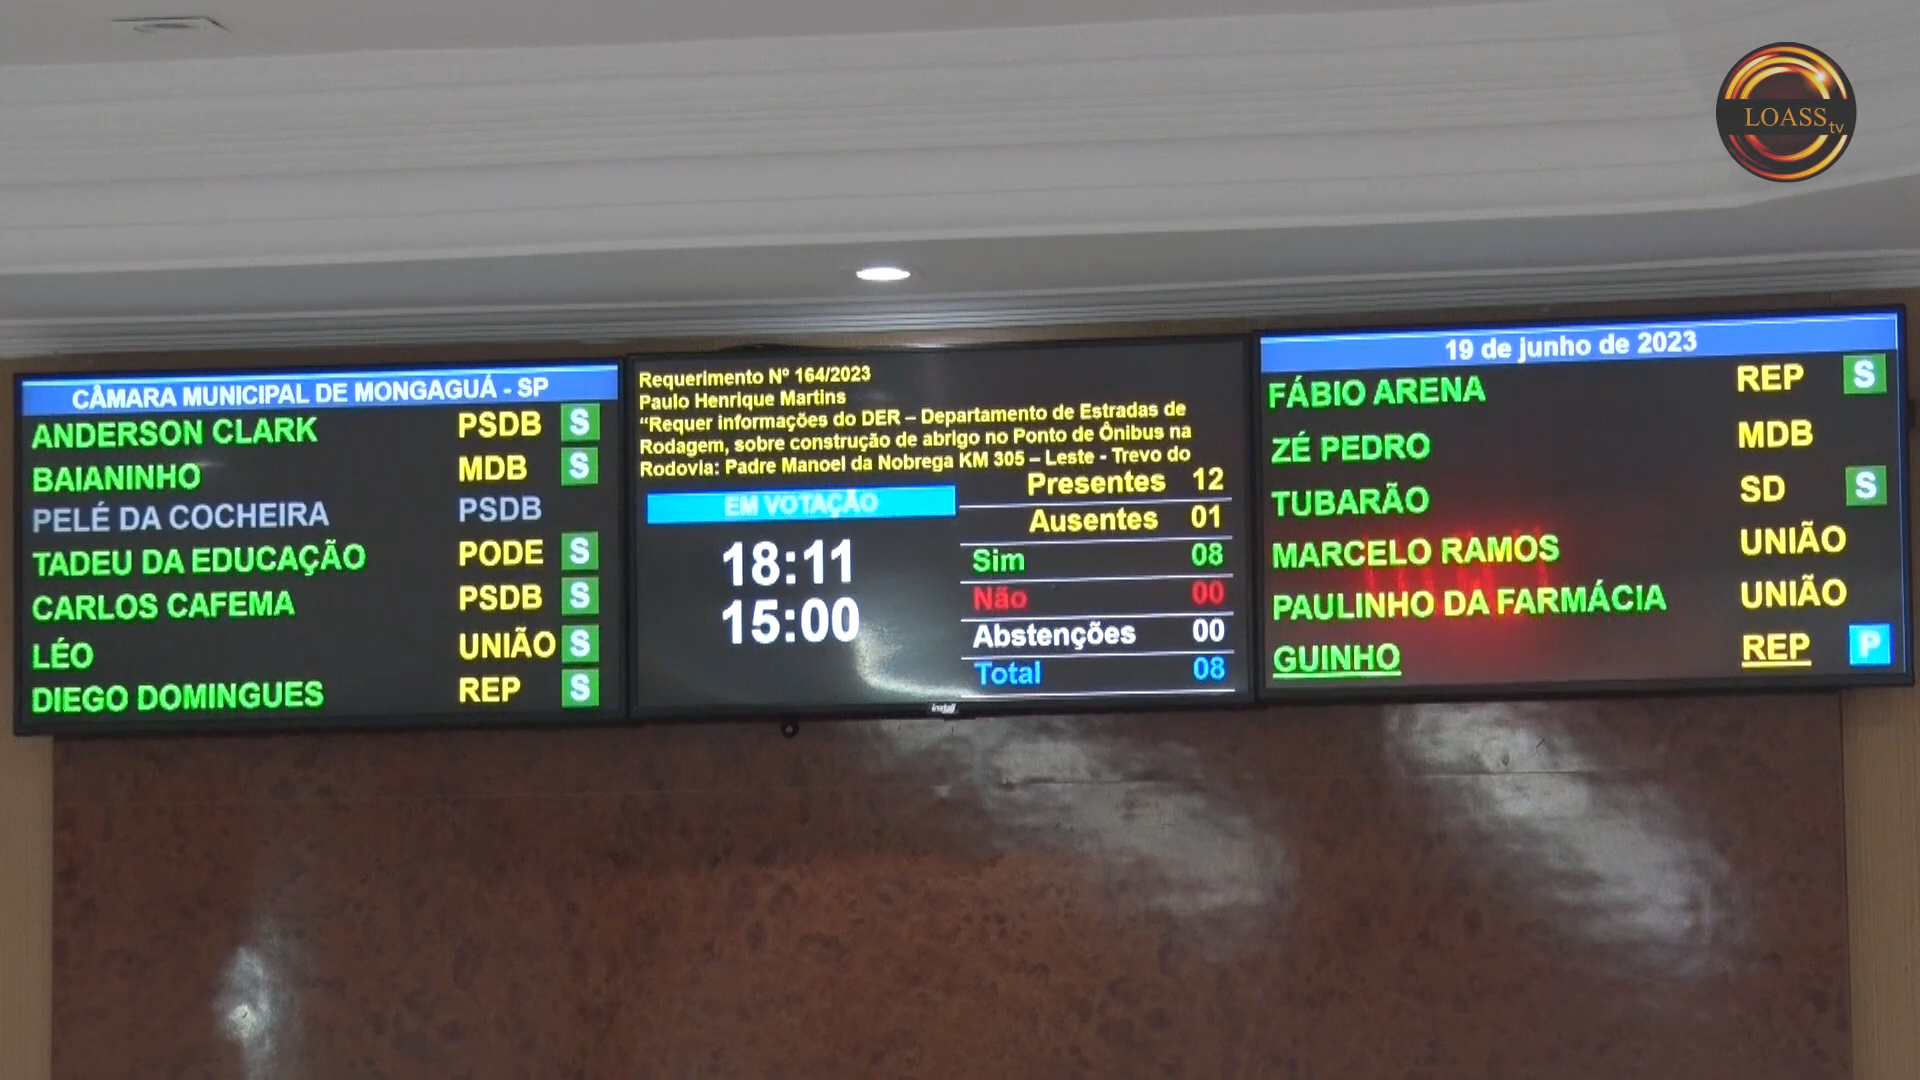 LOASS tv
CÂMARA MUNICIPAL DE MONGAGUÁ - SP
ANDERSON CLARK PSDB S
BAIANINHO MDB S
PELÉ DA COCHEIRA PSDB
TADEU DA EDUCAÇÃO PODE S
CARLOS CAFEMA PSDB S
LÉO UNIÃO S
DIEGO DOMINGUES REP S
Requerimento Nº 164/2023
Paulo Henrique Martins
“Requer informações do DER – Departamento de Estradas de
Rodagem, sobre construção de abrigo no Ponto de Ônibus na
Rodovia: Padre Manoel da Nobrega KM 305 – Leste - Trevo do
EM VOTAÇÃO
18:11
15:00
Presentes 12
Ausentes 01
Sim 08
Não 00
Abstenções 00
Total 08
19 de junho de 2023
FÁBIO ARENA REP S
ZÉ PEDRO MDB
TUBARÃO SD S
MARCELO RAMOS UNIÃO
PAULINHO DA FARMÁCIA UNIÃO
GUINHO REP P